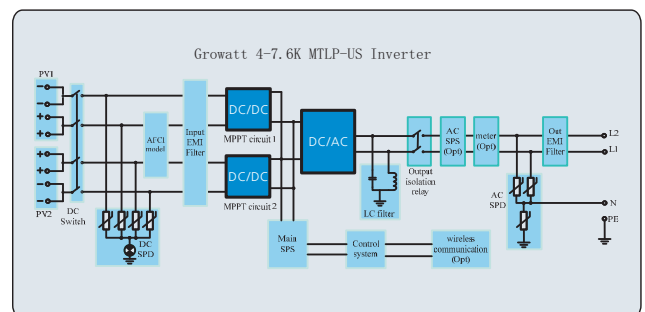 Growatt 4-7.6K MTLP-US Inverter
PV1
PV2
DC
Switch
AFCI
model
DC
SPD
Input
EMI
Filter
DC/DC
MPPT circuit 1
DC/DC
MPPT circuit 2
DC/AC
LC filter
Output
isolation
relay
AC
SPS
(Opt)
meter
(Opt)
Out
EMI
Filter
AC
SPD
L2
L1
N
PE
Main
SPS
Control
system
wireless
communication
(Opt)